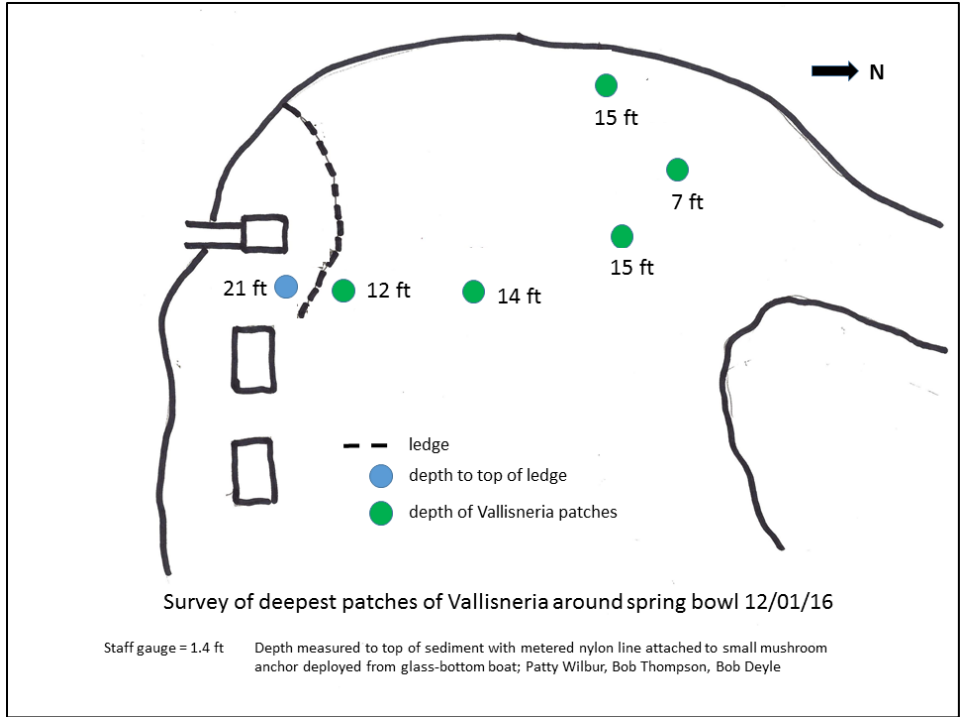 N
15 ft
7 ft
15 ft
21 ft
12 ft
14 ft
ledge
depth to top of ledge
depth of Vallisneria patches
Survey of deepest patches of Vallisneria around spring bowl 12/01/16
Staff gauge = 1.4 ft
Depth measured to top of sediment with metered nylon line attached to small mushroom
anchor deployed from glass-bottom boat; Patty Wilbur, Bob Thompson, Bob Deyle